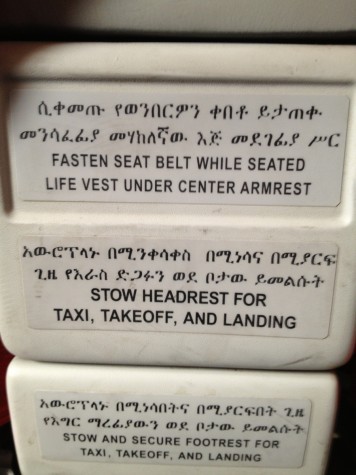 ሲቀመጡ የወንበርዎን ቀበቶ ይታጠቁ
መንሳፈፊያ መሃከለኛው እጅ መደገፊያ ሥር
FASTEN SEAT BELT WHILE SEATED
LIFE VEST UNDER CENTER ARMREST
አውሮፕላኑ በሚንቀሳቀስ በሚነሳና በሚያርፍ
ጊዜ የእራስ ድጋፉን ወደ ቦታው ይመልሱት
STOW HEADREST FOR
TAXI, TAKEOFF, AND LANDING
አውሮፕላኑ በሚነሳበትና በሚያርፍበት ጊዜ
የእግር ማረፊያውን ወደ ቦታው ይመልሱት
STOW AND SECURE FOOTREST FOR
TAXI, TAKEOFF, AND LANDING